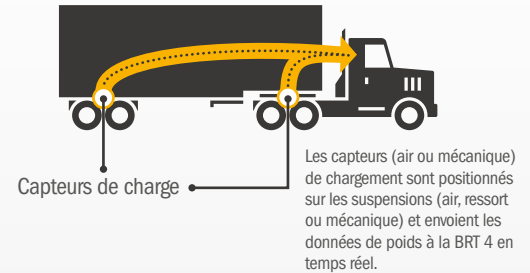 Capteurs de charge
Les capteurs (air ou mécanique)
de chargement sont positionnés
sur les suspensions (air, ressort
ou mécanique) et envoient les
données de poids à la BRT 4 en
temps réel.